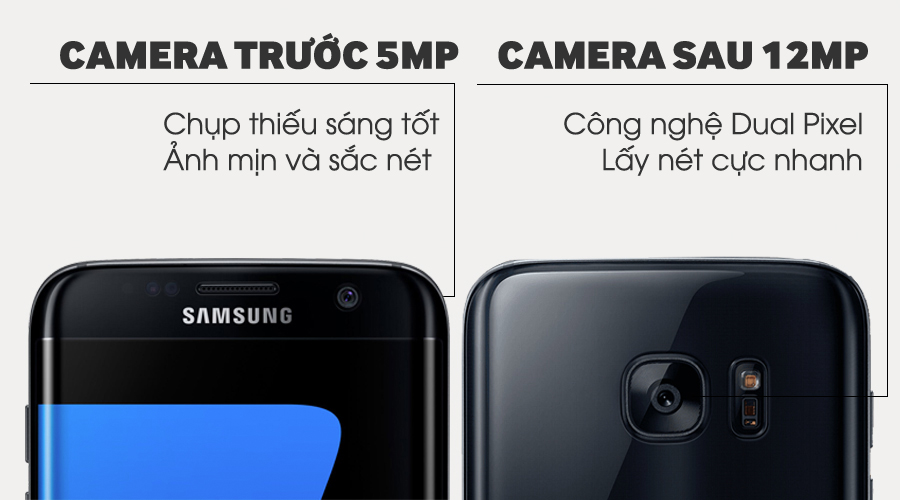 CAMERA TRƯỚC 5MP
Chụp thiếu sáng tốt
Ảnh mịn và sắc nét
CAMERA SAU 12MP
Công nghệ Dual Pixel
Lấy nét cực nhanh
SAMSUNG